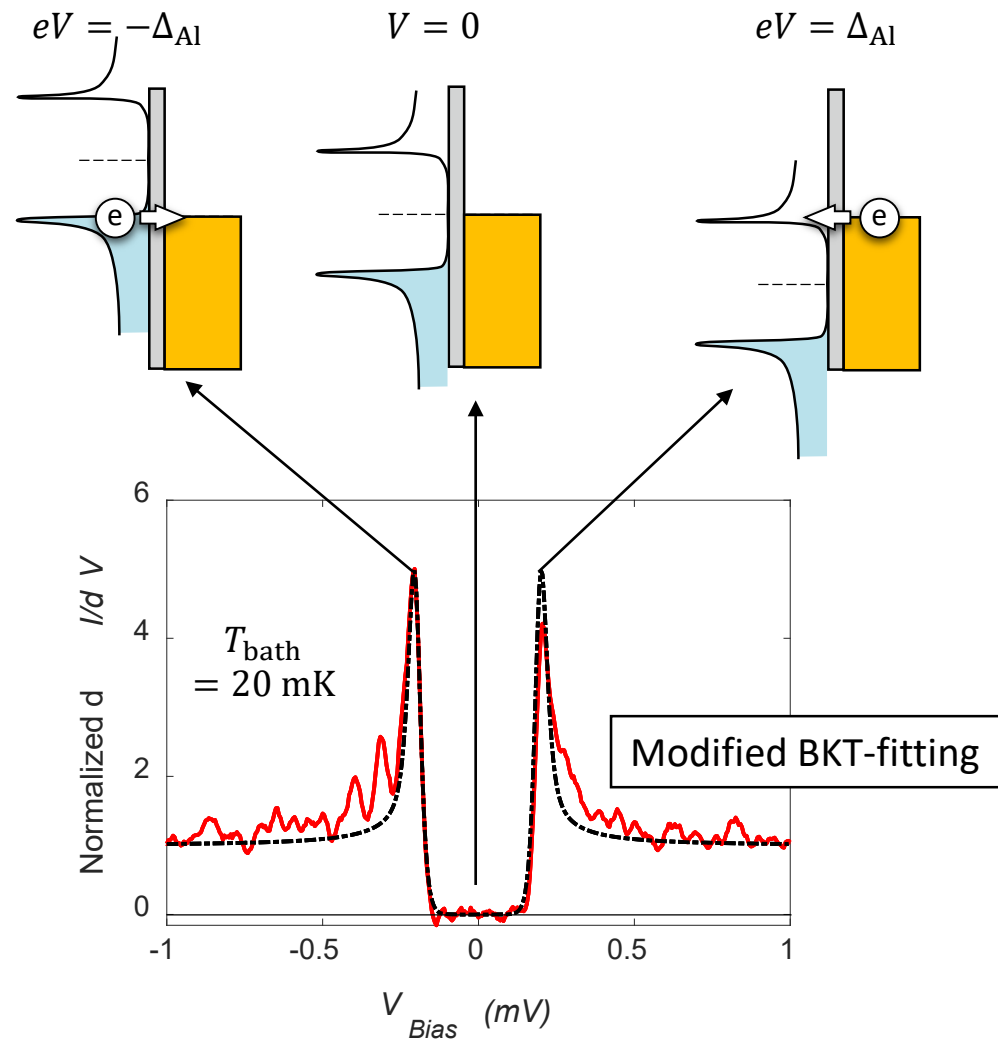 eV = −Δ_Al
V = 0
eV = Δ_Al
e
e
6
4
2
0
Normalized d I/d V
T_bath
= 20 mK
Modified BKT-fitting
-1
-0.5
0
0.5
1
V_Bias (mV)